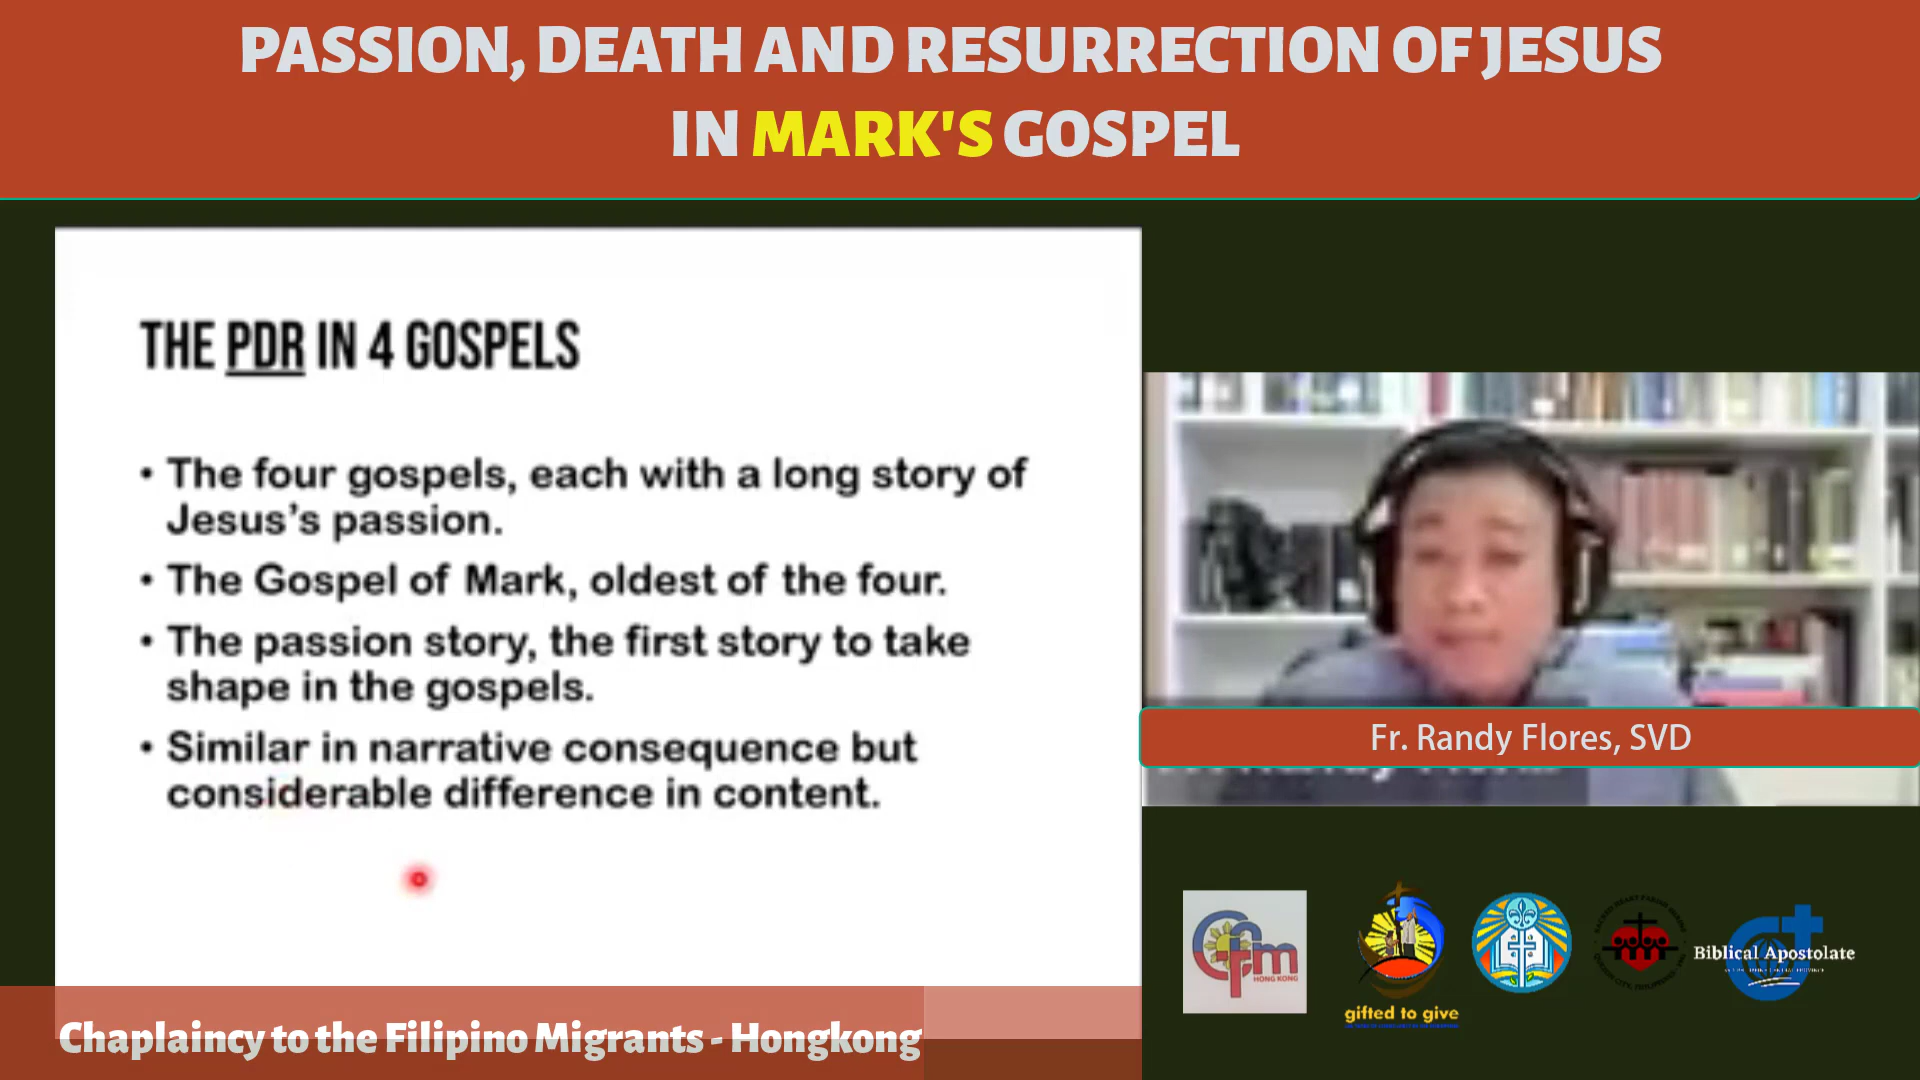 PASSION, DEATH AND RESURRECTION OF JESUS
IN MARK'S GOSPEL
THE PDR IN 4 GOSPELS
• The four gospels, each with a long story of
Jesus's passion.
• The Gospel of Mark, oldest of the four.
• The passion story, the first story to take
shape in the gospels.
• Similar in narrative consequence but
considerable difference in content.
Fr. Randy Flores, SVD
Cfm
HONG KONG
gifted to give
Biblical Apostolate
Chaplaincy to the Filipino Migrants - Hongkong